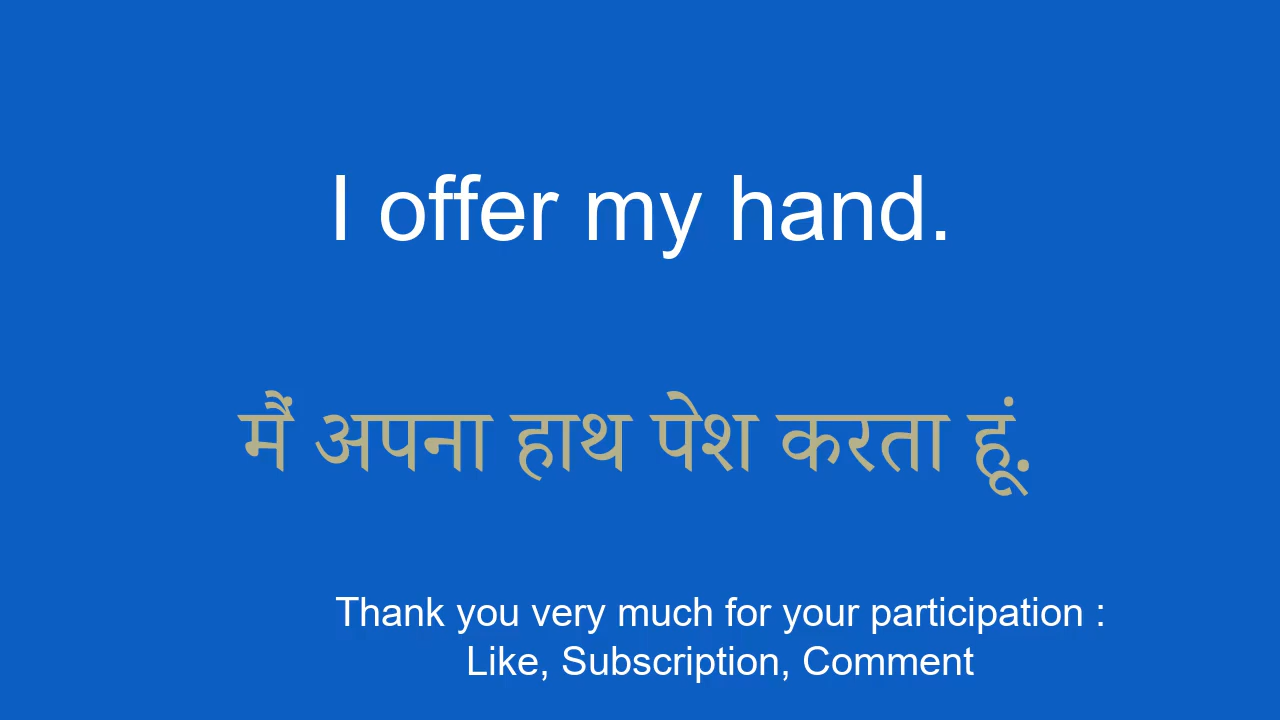 I offer my hand.
मैं अपना हाथ पेश करता हूं.
Thank you very much for your participation :
Like, Subscription, Comment